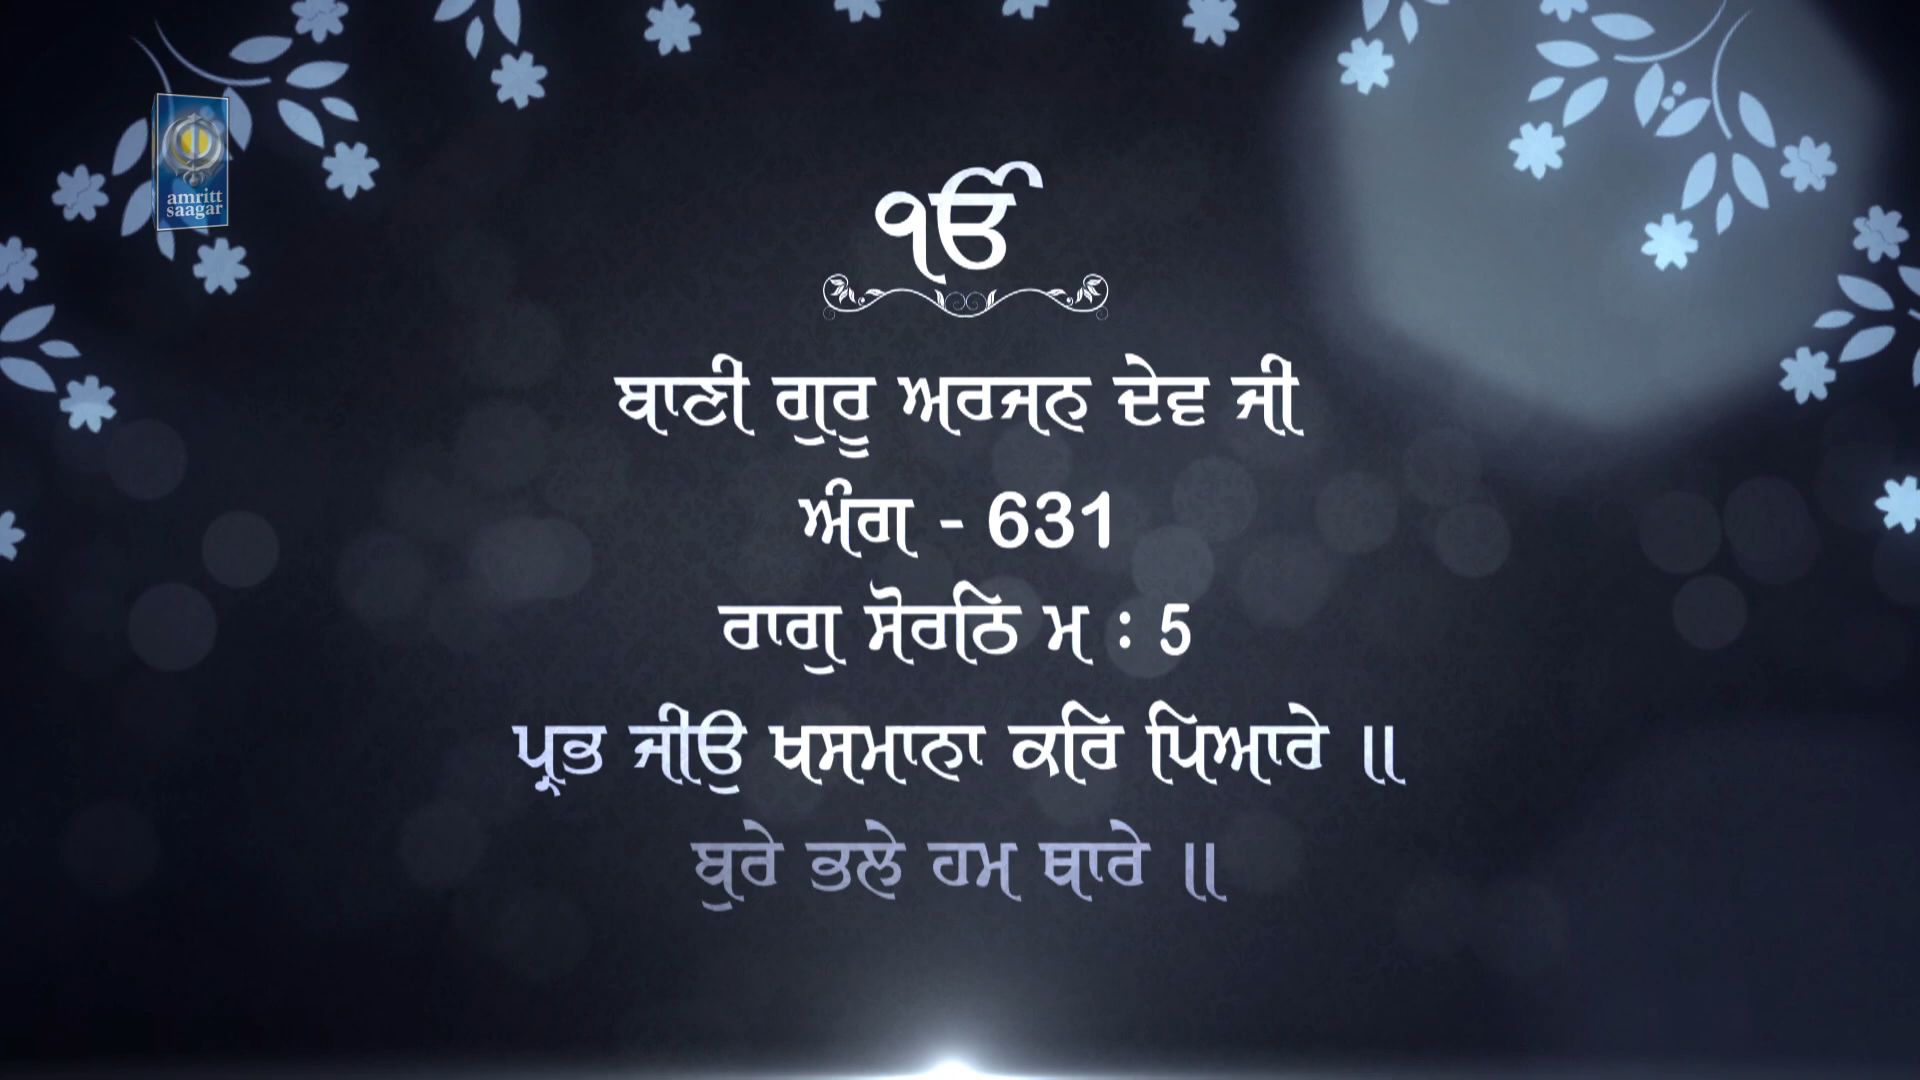 amritt
saagar
ੴ
ਬਾਣੀ ਗੁਰੂ ਅਰਜਨ ਦੇਵ ਜੀ
ਅੰਗ - 631
ਰਾਗੁ ਸੋਰਠਿ ਮ : 5
ਪ੍ਰਭ ਜੀਉ ਖਸਮਾਨਾ ਕਰਿ ਪਿਆਰੇ ॥
ਬੁਰੇ ਭਲੇ ਹਮ ਥਾਰੇ ॥